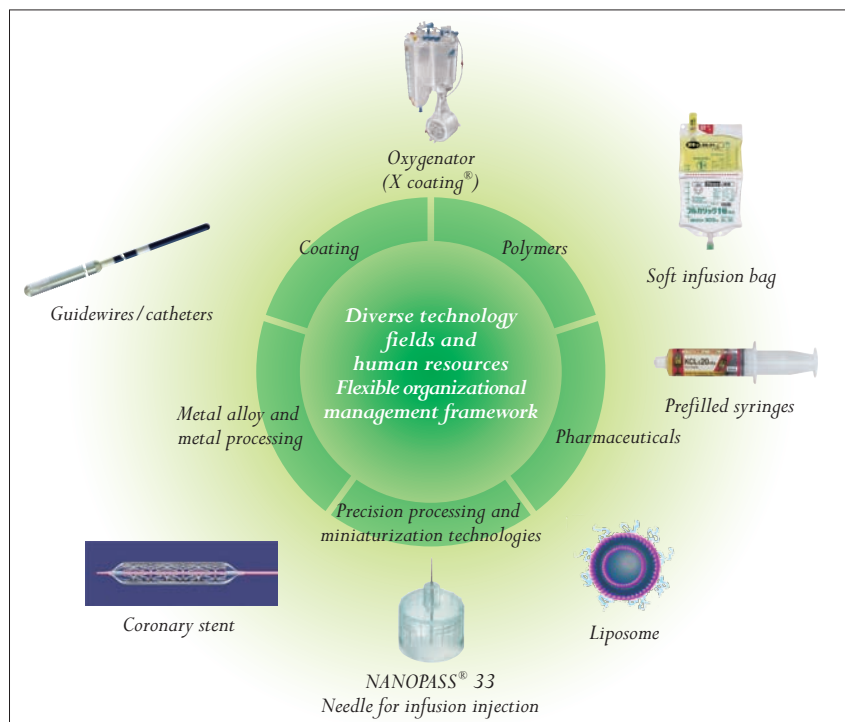 Oxygenator
(X coating®)
Coating
Polymers
Soft infusion bag
Guidewires/catheters
Diverse technology
fields and
human resources
Flexible organizational
management framework
KCL
Prefilled syringes
Metal alloy and
metal processing
Pharmaceuticals
Precision processing and
miniaturization technologies
Coronary stent
Liposome
NANOPASS® 33
Needle for infusion injection